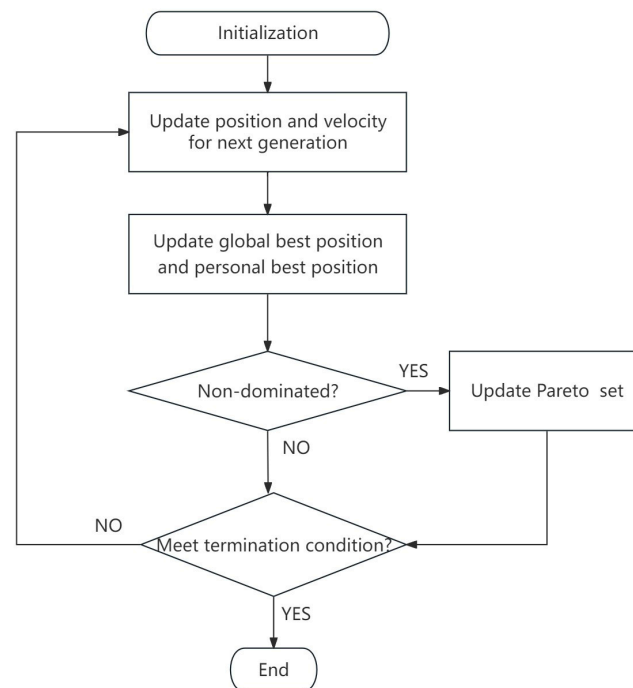 Initialization
Update position and velocity
for next generation
Update global best position
and personal best position
Non-dominated?
YES
Update Pareto set
NO
NO
Meet termination condition?
YES
End